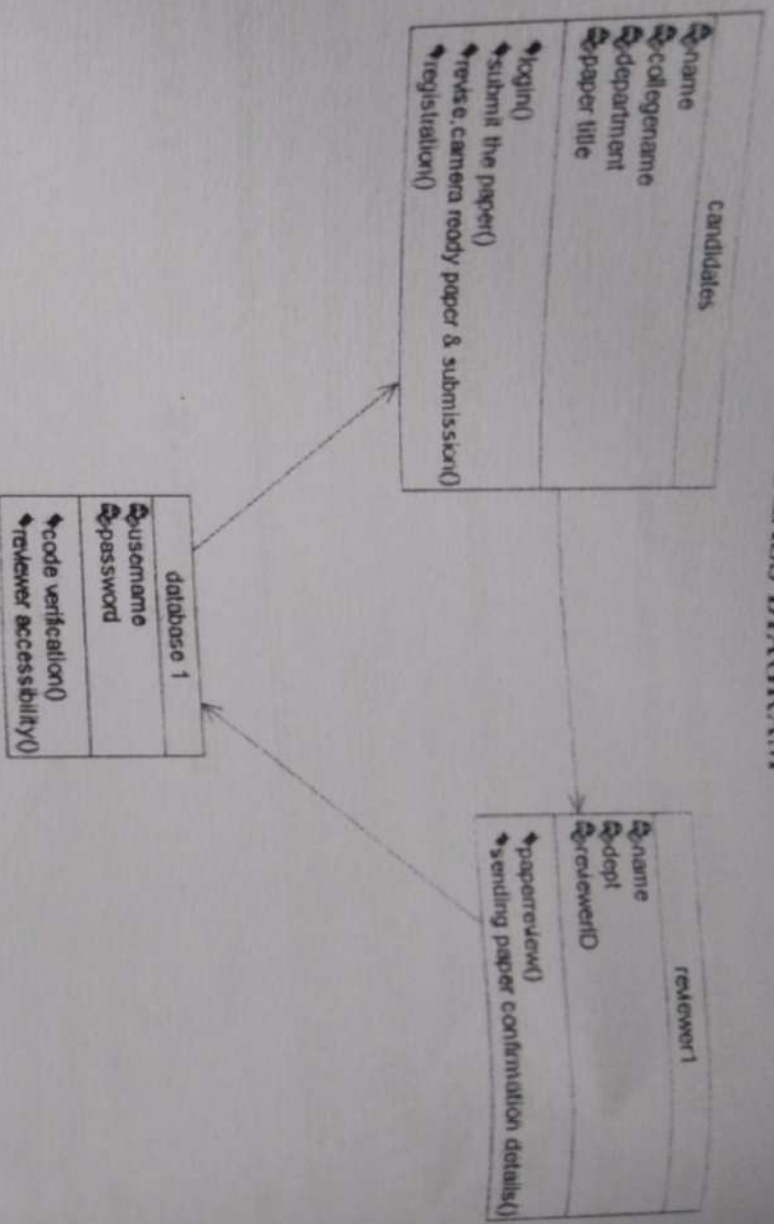 DIAGRAM
candidates
name
collegename
department
paper title
login()
submit the paper()
revise,camera ready paper & submission()
registration()
reviewer1
name
dept
reviewerID
paperreview()
sending paper confirmation details()
database 1
username
password
code verification()
reviewer accessibility()